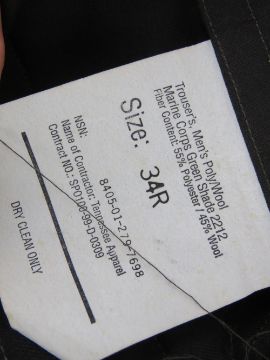 Trouser's, Men's Poly/Wool
Marine Corps Green Shade 2212
Fiber Content: 55% Polyester / 45% Wool
Size: 34R
8405-01-279-7698
NSN:
Name of Contractor: Tennessee Apparel
Contract NO.: SPO100-99-D-0309
DRY CLEAN ONLY